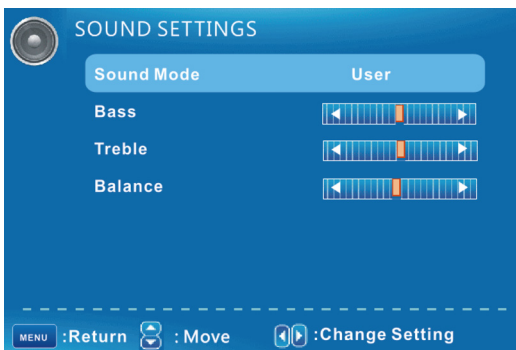 SOUND SETTINGS
Sound Mode User
Bass
Treble
Balance
MENU :Return : Move :Change Setting